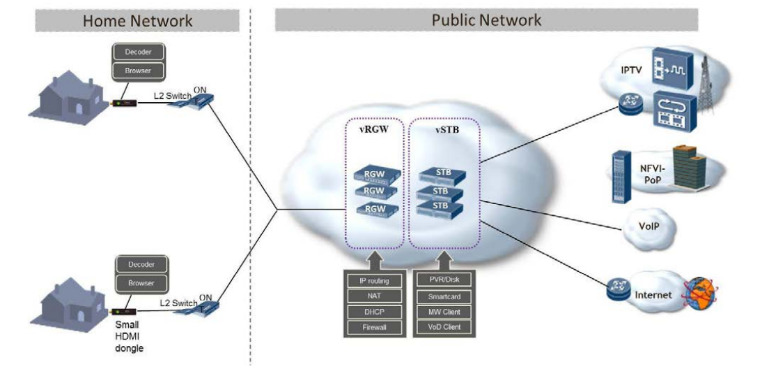 Home Network
Public Network
Decoder
Browser
L2 Switch
ON
Decoder
Browser
L2 Switch
ON
Small
HDMI
dongle
vRGW
vSTB
RGW
RGW
RGW
STB
STB
STB
IP routing
NAT
DHCP
Firewall
PVR/Disk
Smartcard
MW Client
VoD Client
IPTV
NFVI-
PoP
VoIP
Internet